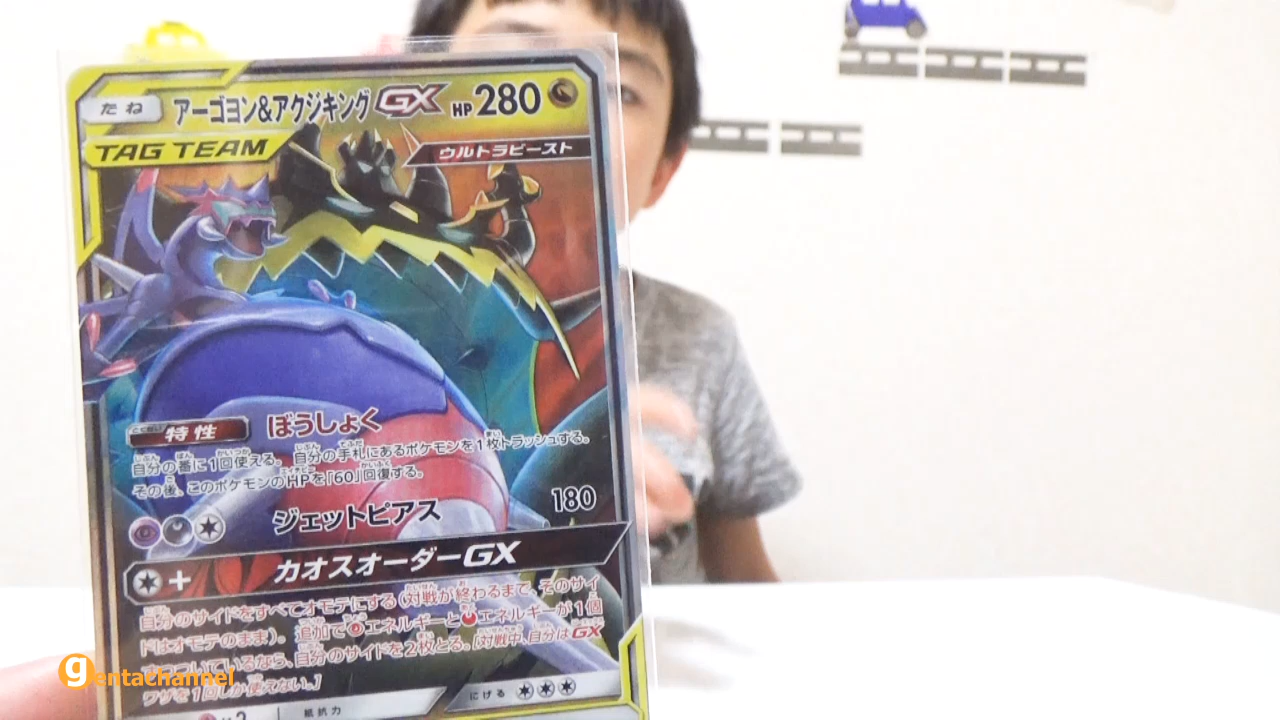 たね アーゴヨン&アクジキングGX HP 280
TAG TEAM
ウルトラビースト
特性 ぼうしょく
自分の番に1回使える。自分の手札にあるポケモンを1枚トラッシュする。
その後、このポケモンのHPを「60」回復する。
ジェットピアス 180
+ カオスオーダーGX
自分のサイドをすべてオモテにする(対戦が終わるまで、そのサイ
ドはオモテのまま)。追加でエネルギーとエネルギーが1個
ずつついているなら、自分のサイドを2枚とる。[対戦中、自分はGX
ワザを1回しか使えない。]
×2 抵抗力 にげる
gentachannel